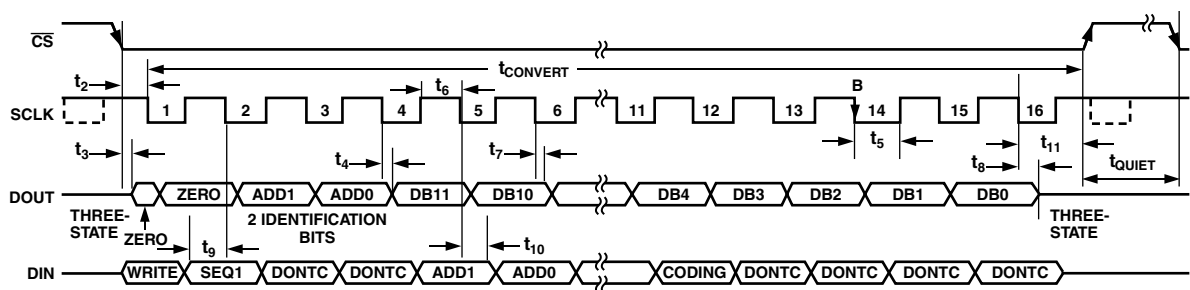 CS
t2
tCONVERT
t6
B
SCLK
1 2 3 4 5 6 11 12 13 14 15 16
t3
t4
t7
t5
t8
t11
tQUIET
DOUT
ZERO ADD1 ADD0 DB11 DB10 DB4 DB3 DB2 DB1 DB0
THREE-
STATE
ZERO
2 IDENTIFICATION
BITS
THREE-
STATE
t9
t10
DIN
WRITE SEQ1 DONTC DONTC ADD1 ADD0 CODING DONTC DONTC DONTC DONTC